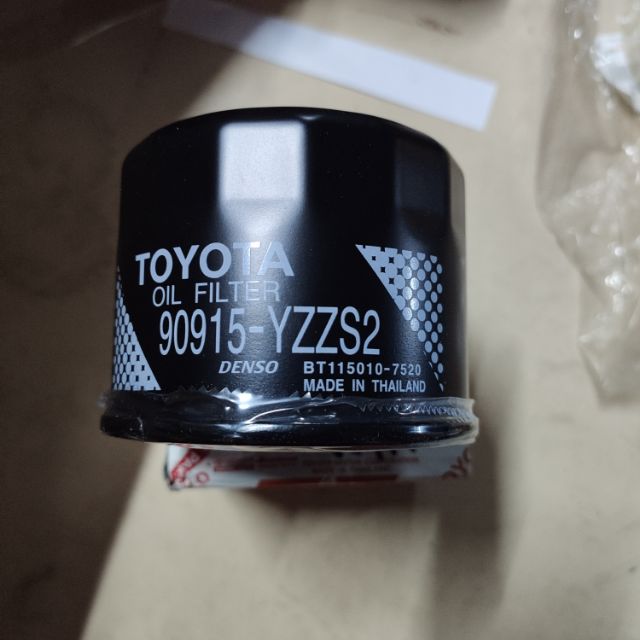 TOYOTA
OIL FILTER
90915-YZZS2
DENSO BT115010-7520
MADE IN THAILAND